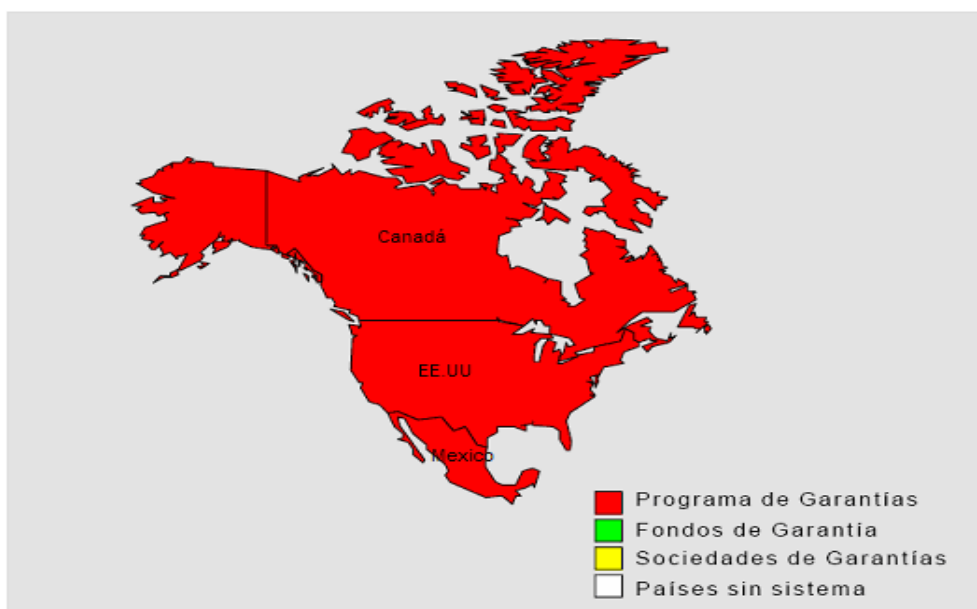 Canadá
EE.UU
Mexico
Programa de Garantías
Fondos de Garantía
Sociedades de Garantías
Países sin sistema